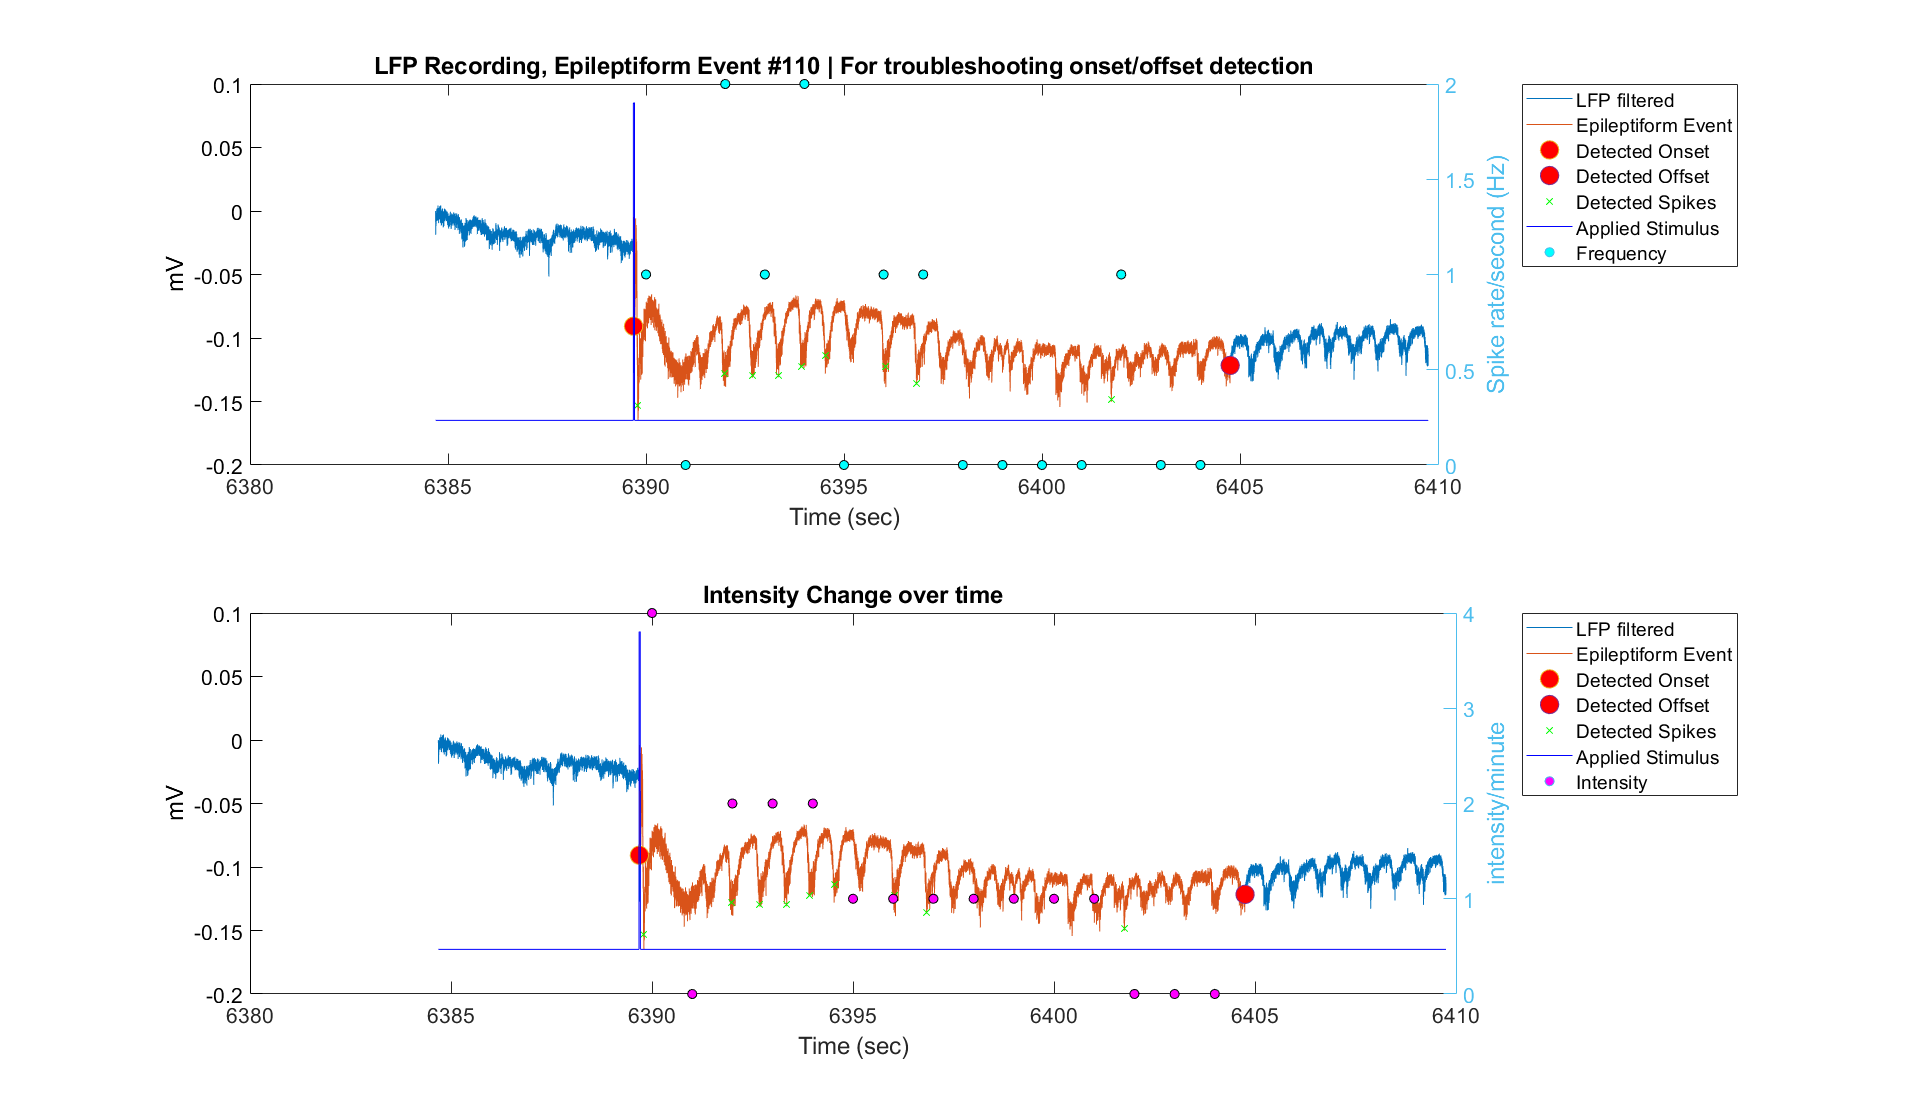 LFP Recording, Epileptiform Event #110 | For troubleshooting onset/offset detection
0.1
0.05
0
-0.05
-0.1
-0.15
-0.2
mV
6380
6385
6390
6395
6400
6405
6410
Time (sec)
2
1.5
1
0.5
0
Spike rate/second (Hz)
LFP filtered
Epileptiform Event
Detected Onset
Detected Offset
Detected Spikes
Applied Stimulus
Frequency
Intensity Change over time
0.1
0.05
0
-0.05
-0.1
-0.15
-0.2
mV
6380
6385
6390
6395
6400
6405
6410
Time (sec)
4
3
2
1
0
intensity/minute
LFP filtered
Epileptiform Event
Detected Onset
Detected Offset
Detected Spikes
Applied Stimulus
Intensity